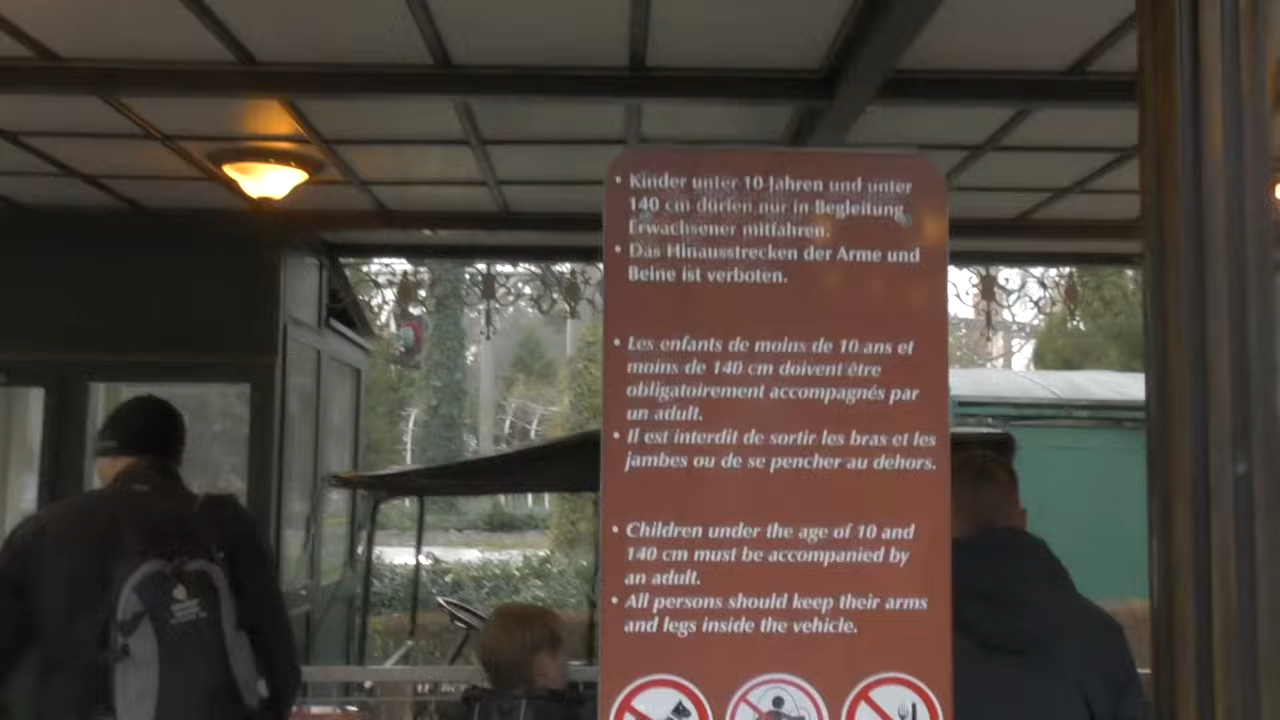 • Kinder unter 10 Jahren und unter
140 cm dürfen nur in Begleitung
Erwachsener mitfahren.
• Das Hinausstrecken der Arme und
Beine ist verboten.
• Les enfants de moins de 10 ans et
moins de 140 cm doivent être
obligatoirement accompagnés par
un adult.
• Il est interdit de sortir les bras et les
jambes ou de se pencher au dehors.
• Children under the age of 10 and
140 cm must be accompanied by
an adult.
• All persons should keep their arms
and legs inside the vehicle.